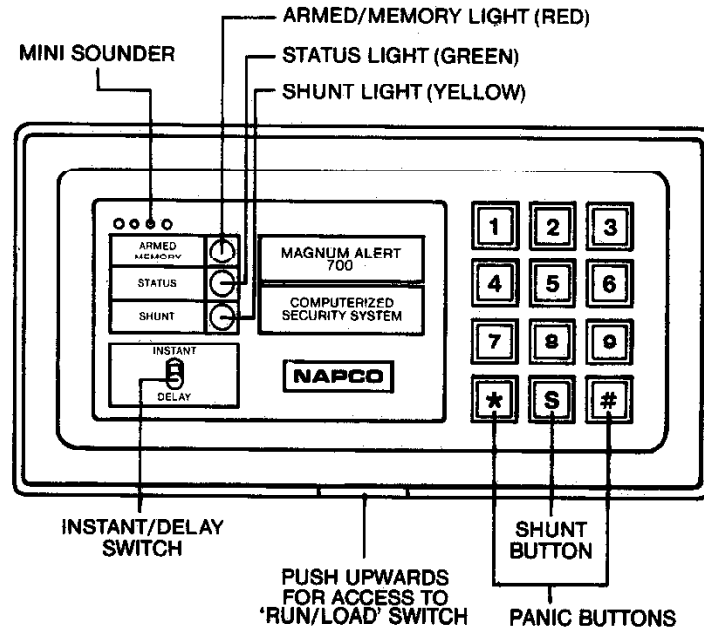 ARMED/MEMORY LIGHT (RED)
MINI SOUNDER
STATUS LIGHT (GREEN)
SHUNT LIGHT (YELLOW)
ARMED
MEMORY
STATUS
SHUNT
MAGNUM ALERT
700
COMPUTERIZED
SECURITY SYSTEM
INSTANT
DELAY
NAPCO
1 2 3
4 5 6
7 8 9
* S #
INSTANT/DELAY
SWITCH
PUSH UPWARDS
FOR ACCESS TO
'RUN/LOAD' SWITCH
SHUNT
BUTTON
PANIC BUTTONS